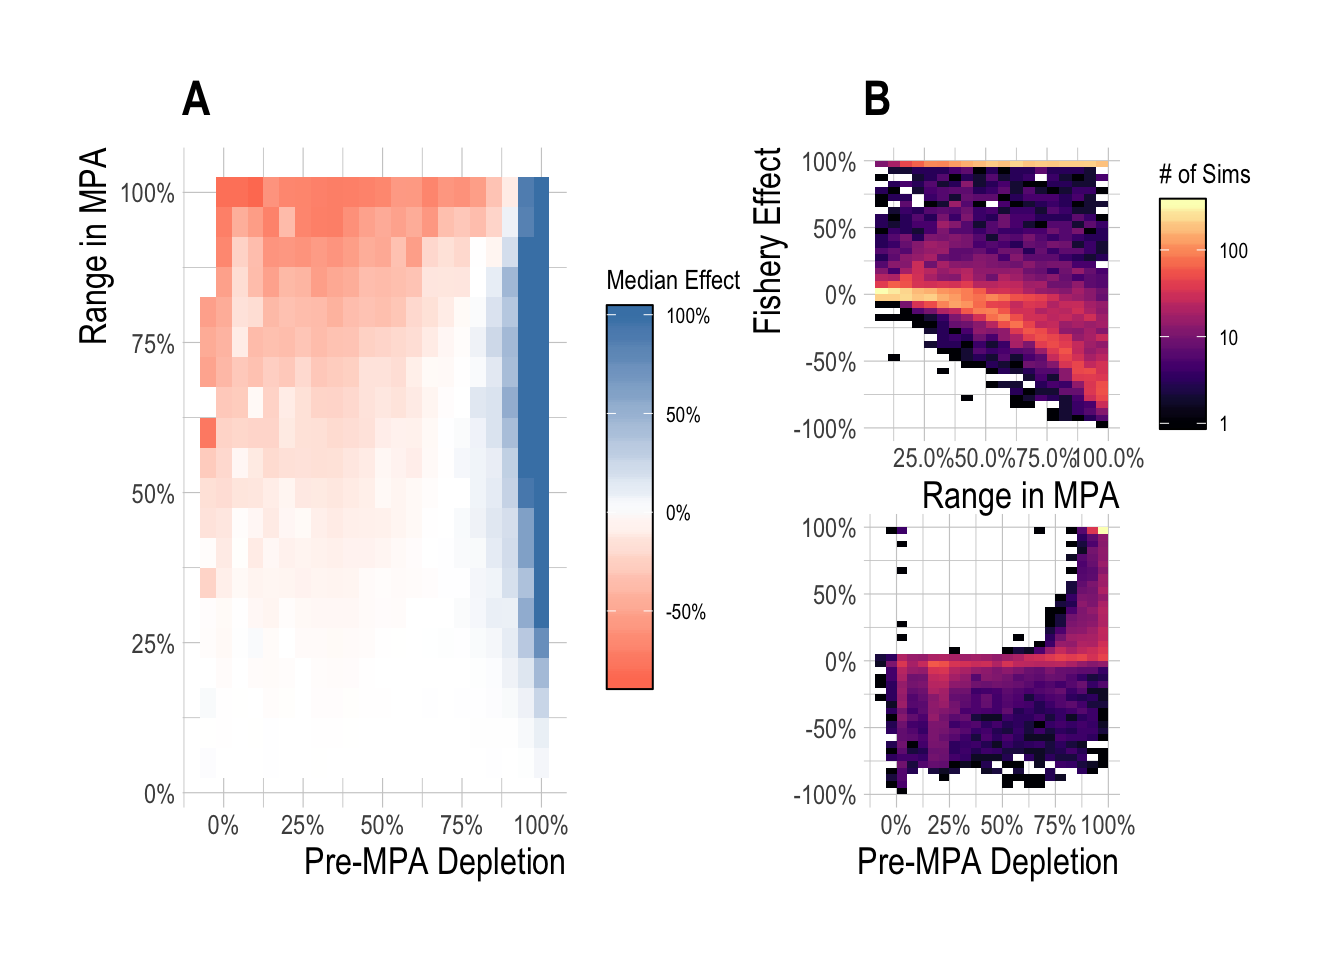 A
Range in MPA
100%
75%
50%
25%
0%
0% 25% 50% 75% 100%
Pre-MPA Depletion
Median Effect
100%
50%
0%
-50%
B
Fishery Effect
100%
50%
0%
-50%
-100%
25.0% 50.0% 75.0% 100.0%
Range in MPA
# of Sims
100
10
1
100%
50%
0%
-50%
-100%
0% 25% 50% 75% 100%
Pre-MPA Depletion